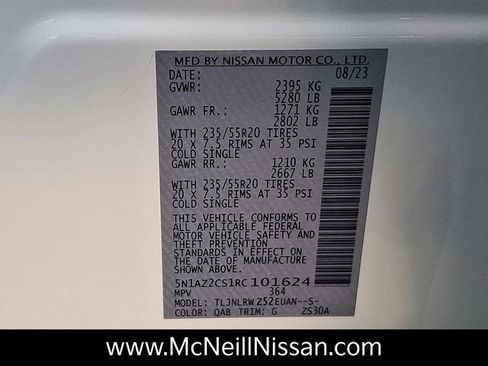 MFD BY NISSAN MOTOR CO., LTD.
DATE: 08/23
GVWR: 2395 KG
5280 LB
GAWR FR.: 1271 KG
2802 LB
WITH 235/55R20 TIRES
20 X 7.5 RIMS AT 35 PSI
COLD SINGLE
GAWR RR.: 1210 KG
2667 LB
WITH 235/55R20 TIRES
20 X 7.5 RIMS AT 35 PSI
COLD SINGLE
THIS VEHICLE CONFORMS TO
ALL APPLICABLE FEDERAL
MOTOR VEHICLE SAFETY AND
THEFT PREVENTION
STANDARDS IN EFFECT ON
THE DATE OF MANUFACTURE
SHOWN ABOVE.
5N1AZ2CS1RC101624
MPV 364
MODEL: TLJNLRWZ52EUAN--S-
COLOR: QAB TRIM: G ZS30A
www.McNeillNissan.com